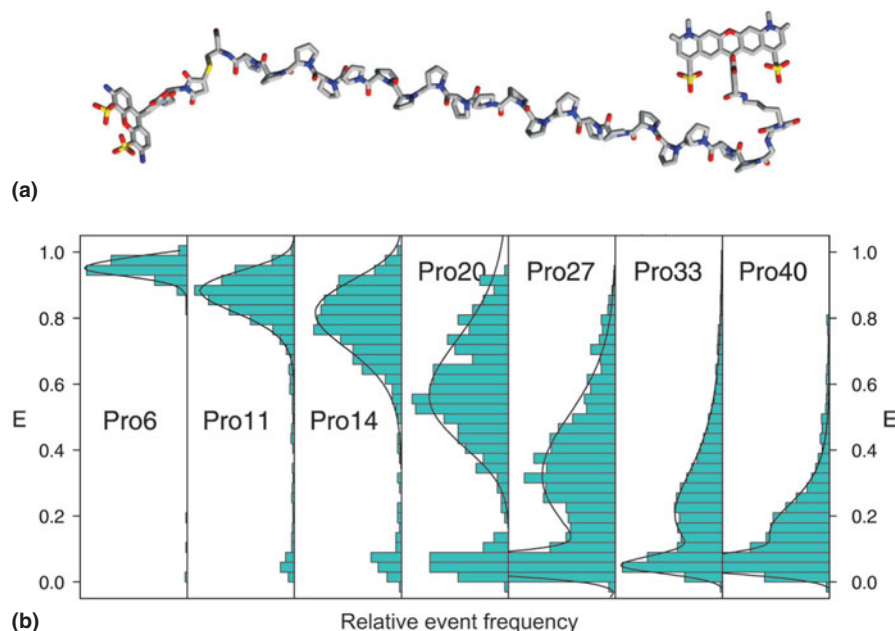 (a)
1.0 1.0
0.8 0.8
0.6 0.6
0.4 0.4
0.2 0.2
0.0 0.0
E E
Pro6
Pro11
Pro14
Pro20
Pro27
Pro33
Pro40
(b)
Relative event frequency